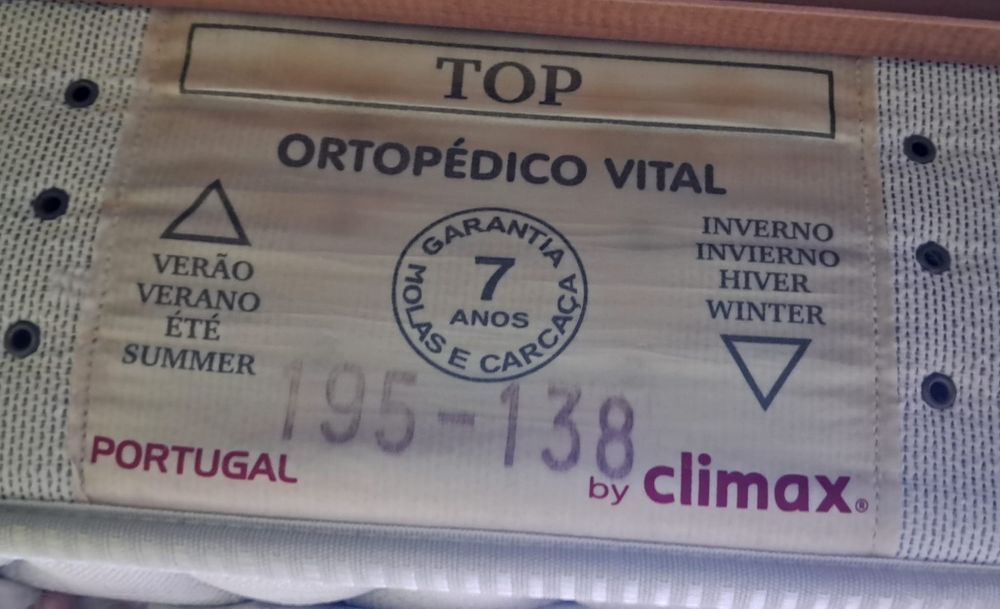 TOP
ORTOPÉDICO VITAL
VERÃO
VERANO
ÉTÉ
SUMMER
GARANTIA
7
ANOS
MOLAS E CARCAÇA
INVERNO
INVIERNO
HIVER
WINTER
195-138
PORTUGAL
by climax®